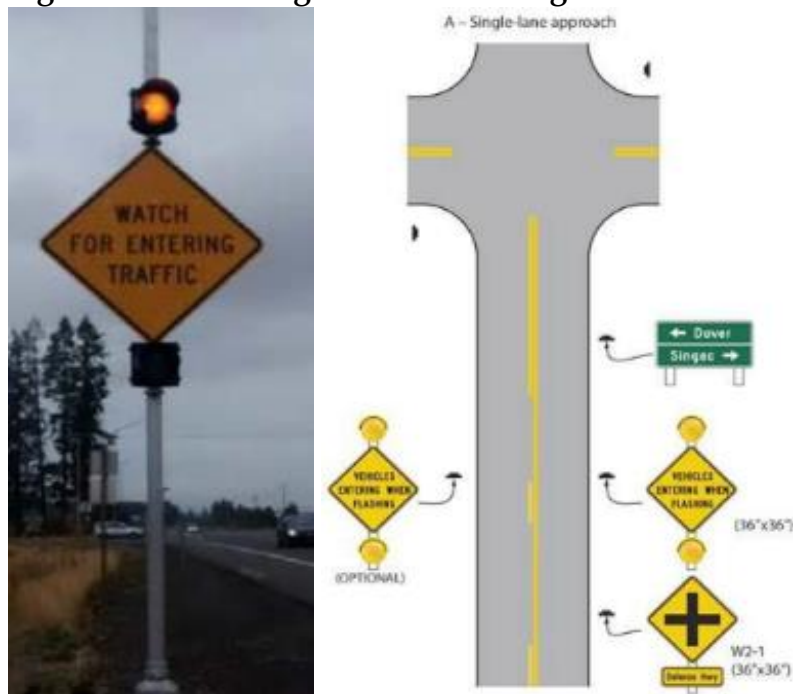 WATCH
FOR ENTERING
TRAFFIC
A – Single-lane approach
← Dover
Singac →
VEHICLES
ENTERING WHEN
FLASHING
(OPTIONAL)
VEHICLES
ENTERING WHEN
FLASHING
(36"x36")
W2-1
(36"x36")